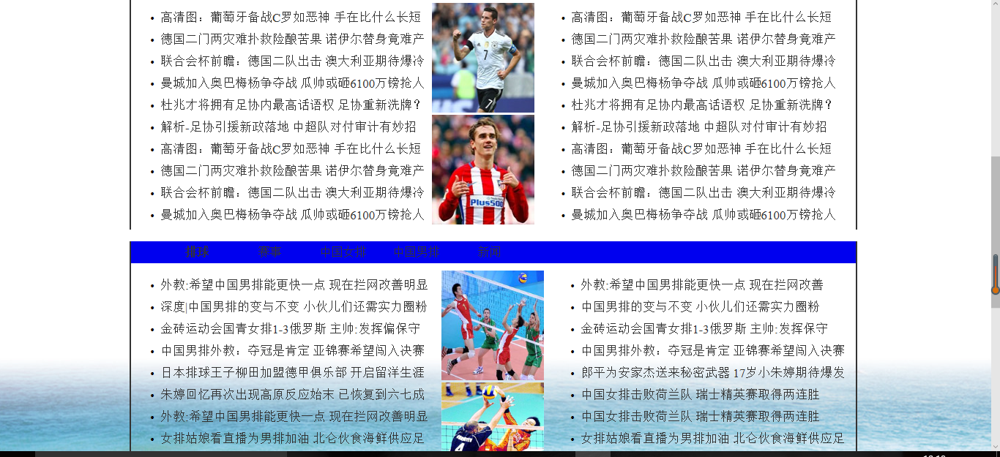 高清图：葡萄牙备战C罗如恶神 手在比什么长短
德国二门两灾难扑救险酿苦果 诺伊尔替身竟难产
联合会杯前瞻：德国二队出击 澳大利亚期待爆冷
曼城加入奥巴梅杨争夺战 瓜帅或砸6100万镑抢人
杜兆才将拥有足协内最高话语权 足协重新洗牌？
解析-足协引援新政落地 中超队对付审计有妙招
高清图：葡萄牙备战C罗如恶神 手在比什么长短
德国二门两灾难扑救险酿苦果 诺伊尔替身竟难产
联合会杯前瞻：德国二队出击 澳大利亚期待爆冷
曼城加入奥巴梅杨争夺战 瓜帅或砸6100万镑抢人
7
7
Plus500
高清图：葡萄牙备战C罗如恶神 手在比什么长短
德国二门两灾难扑救险酿苦果 诺伊尔替身竟难产
联合会杯前瞻：德国二队出击 澳大利亚期待爆冷
曼城加入奥巴梅杨争夺战 瓜帅或砸6100万镑抢人
杜兆才将拥有足协内最高话语权 足协重新洗牌？
解析-足协引援新政落地 中超队对付审计有妙招
高清图：葡萄牙备战C罗如恶神 手在比什么长短
德国二门两灾难扑救险酿苦果 诺伊尔替身竟难产
联合会杯前瞻：德国二队出击 澳大利亚期待爆冷
曼城加入奥巴梅杨争夺战 瓜帅或砸6100万镑抢人
排球 赛事 中国女排 中国男排 新闻
外教:希望中国男排能更快一点 现在拦网改善明显
深度|中国男排的变与不变 小伙儿们还需实力圈粉
金砖运动会国青女排1-3俄罗斯 主帅:发挥偏保守
中国男排外教：夺冠是肯定 亚锦赛希望闯入决赛
日本排球王子柳田加盟德甲俱乐部 开启留洋生涯
朱婷回忆再次出现高原反应始末 已恢复到六七成
外教:希望中国男排能更快一点 现在拦网改善明显
女排姑娘看直播为男排加油 北仑伙食海鲜供应足
4
外教:希望中国男排能更快一点 现在拦网改善
中国男排的变与不变 小伙儿们还需实力圈粉
金砖运动会国青女排1-3俄罗斯 主帅:发挥偏保守
中国男排外教：夺冠是肯定 亚锦赛希望闯入决赛
郎平为安家杰送来秘密武器 17岁小朱婷期待爆发
中国女排击败荷兰队 瑞士精英赛取得两连胜
中国女排击败荷兰队 瑞士精英赛取得两连胜
女排姑娘看直播为男排加油 北仑伙食海鲜供应足